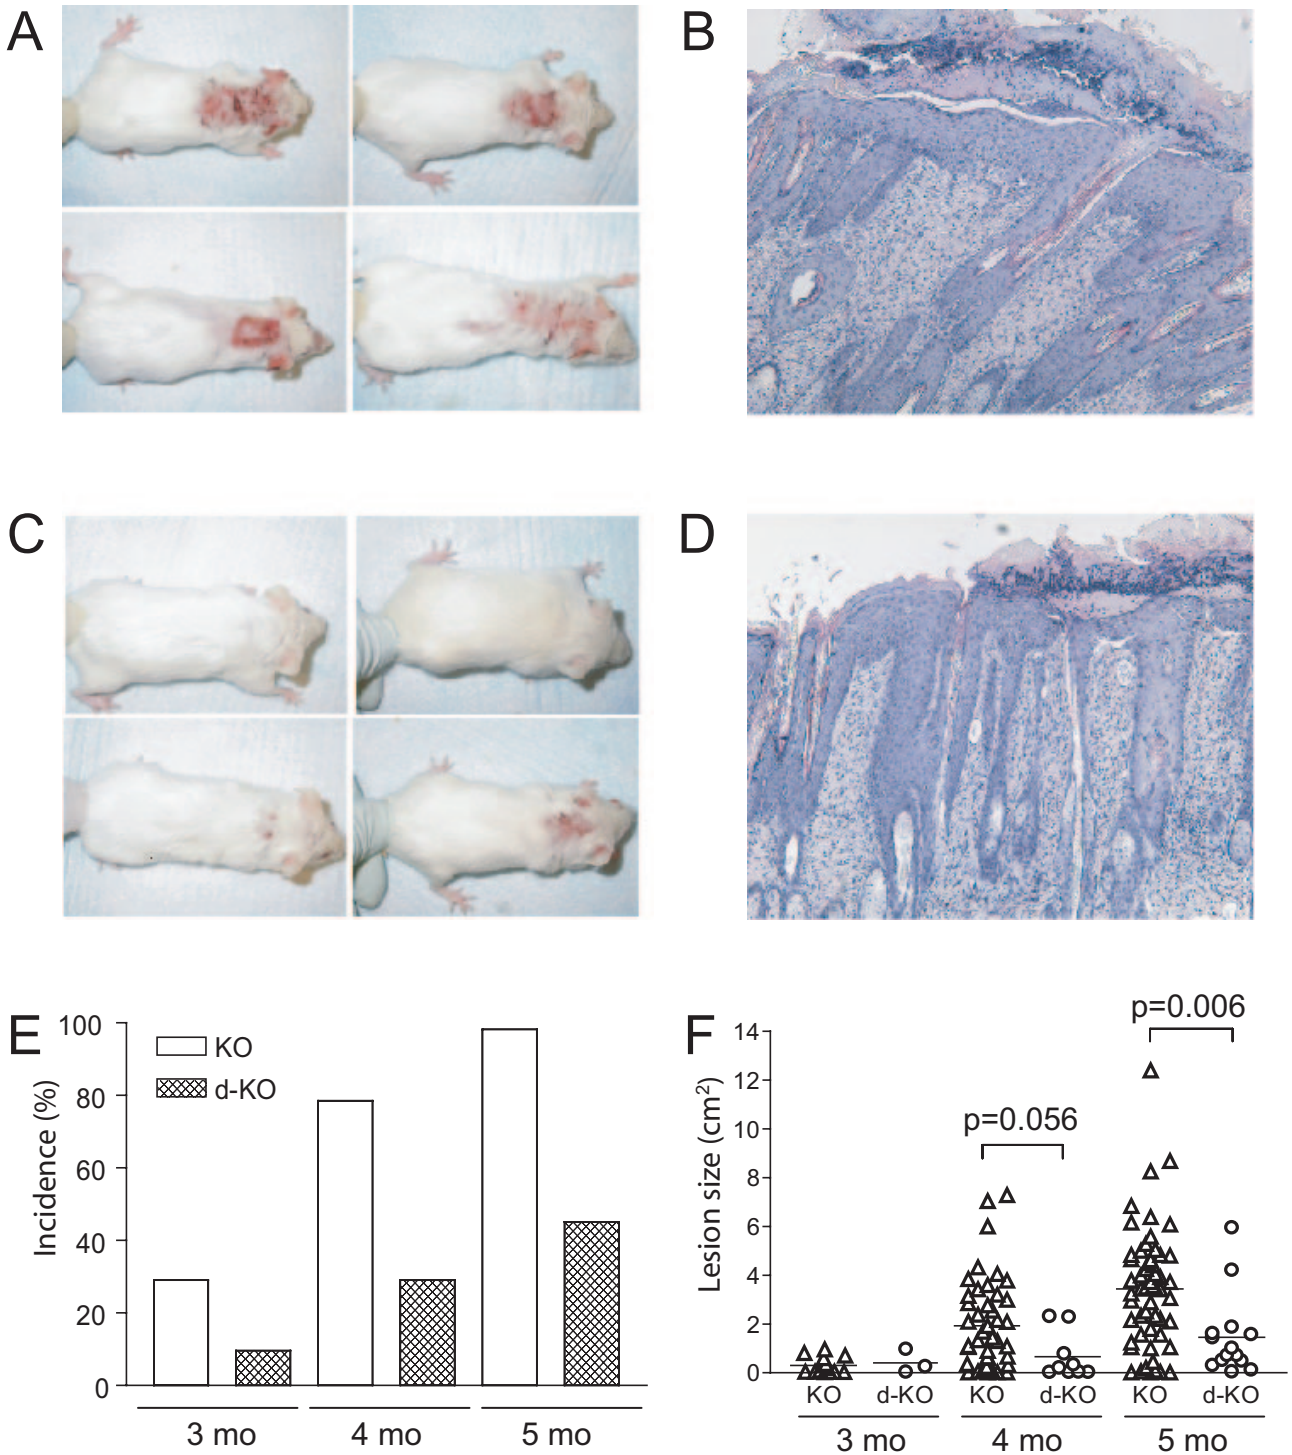 A
B
C
D
E
100
80
60
40
20
0
Incidence (%)
KO
d-KO
3 mo
4 mo
5 mo
F
14
12
10
8
6
4
2
0
Lesion size (cm²)
p=0.056
p=0.006
KO
d-KO
KO
d-KO
KO
d-KO
3 mo
4 mo
5 mo